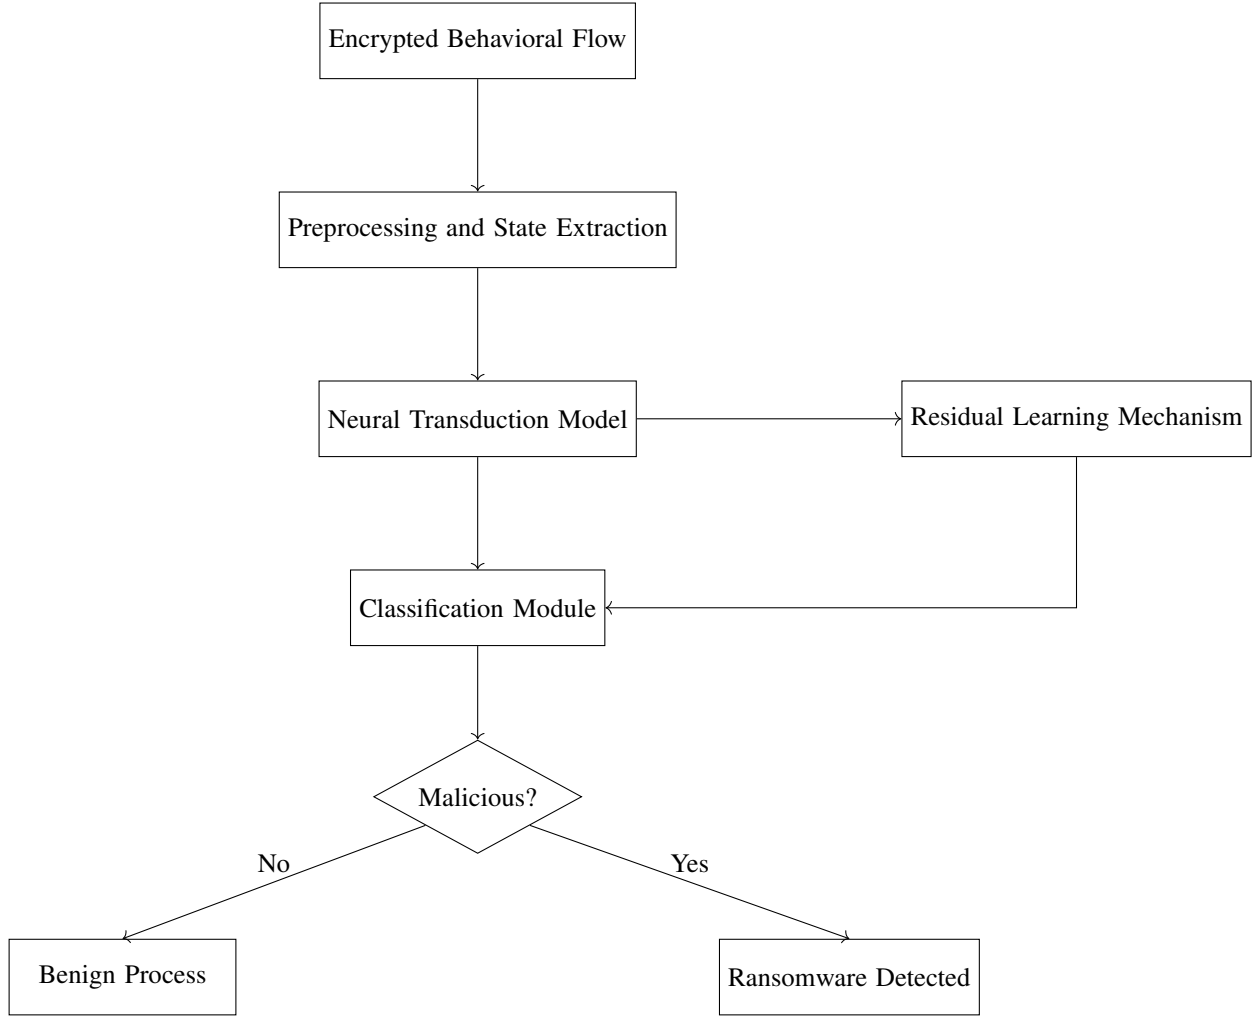 Encrypted Behavioral Flow
Preprocessing and State Extraction
Neural Transduction Model
Residual Learning Mechanism
Classification Module
Malicious?
No
Yes
Benign Process
Ransomware Detected